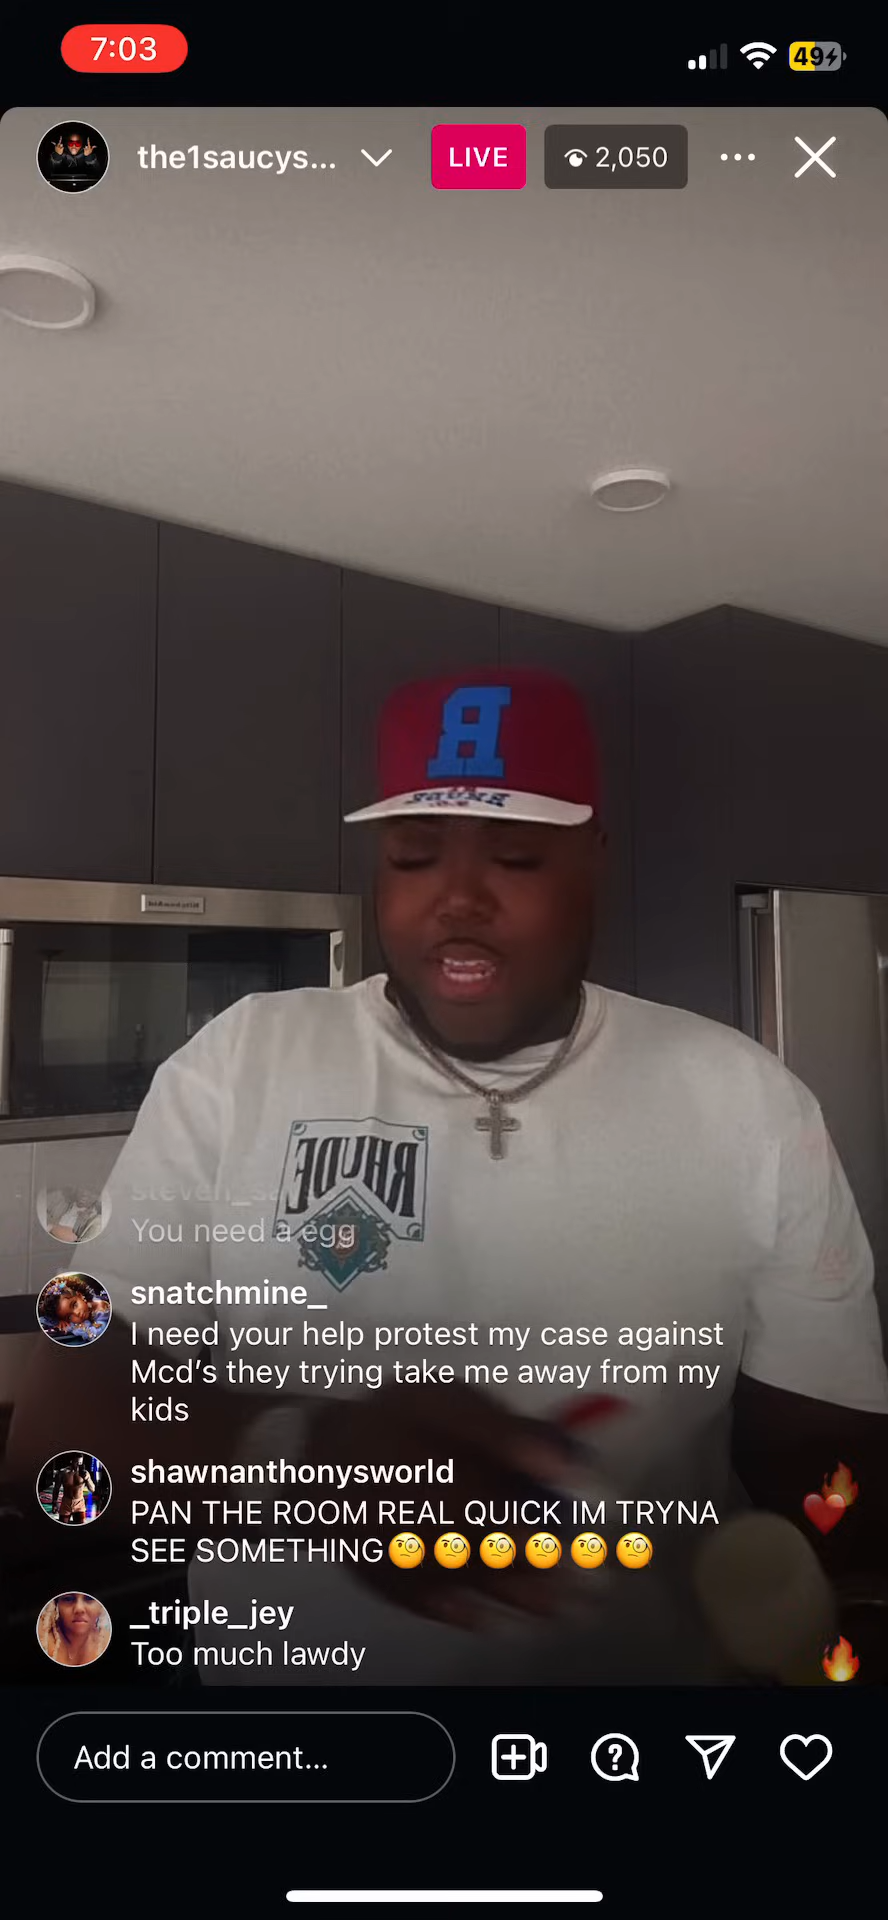 7:03
49
the1saucys...
LIVE
2,050
R
RHUDE
You need a egg
snatchmine_
I need your help protest my case against
Mcd's they trying take me away from my
kids
shawnanthonysworld
PAN THE ROOM REAL QUICK IM TRYNA
SEE SOMETHING🧐🧐🧐🧐🧐🧐
_triple_jey
Too much lawdy
Add a comment...